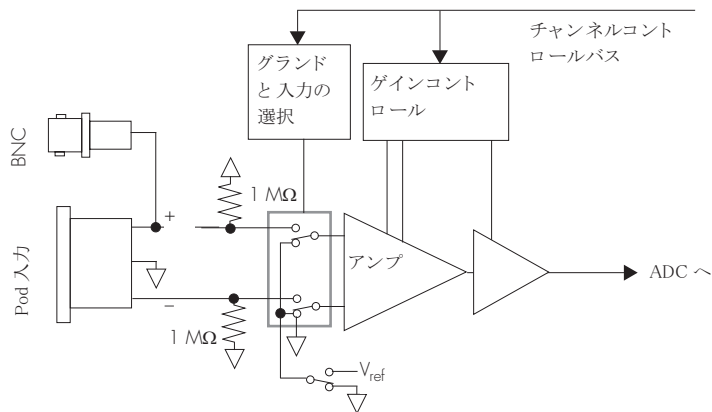 チャンネルコント
ロールバス
グランド
と入力の
選択
ゲインコント
ロール
BNC
1 MΩ
+
アンプ
ADC へ
Pod 入力
−
1 MΩ
Vref